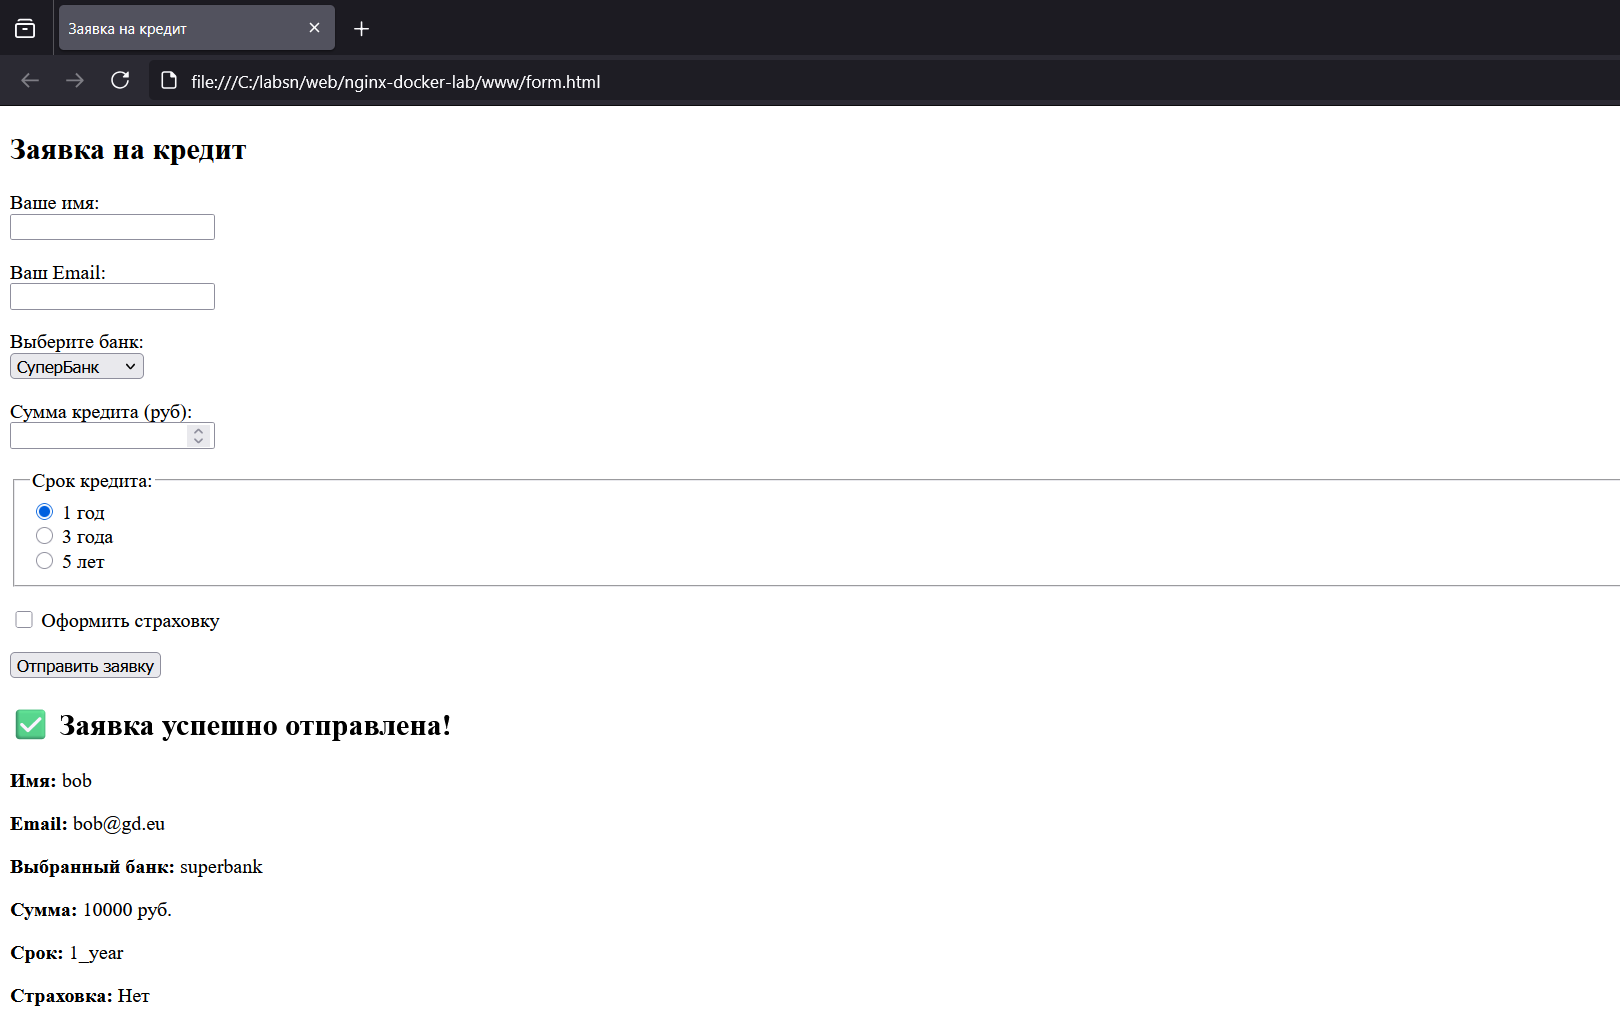 Заявка на кредит
file:///C:/labsn/web/nginx-docker-lab/www/form.html
Заявка на кредит
Ваше имя:
Ваш Email:
Выберите банк:
СуперБанк
Сумма кредита (руб):
Срок кредита:
1 год
3 года
5 лет
Оформить страховку
Отправить заявку
✅ Заявка успешно отправлена!
Имя: bob
Email: bob@gd.eu
Выбранный банк: superbank
Сумма: 10000 руб.
Срок: 1_year
Страховка: Нет